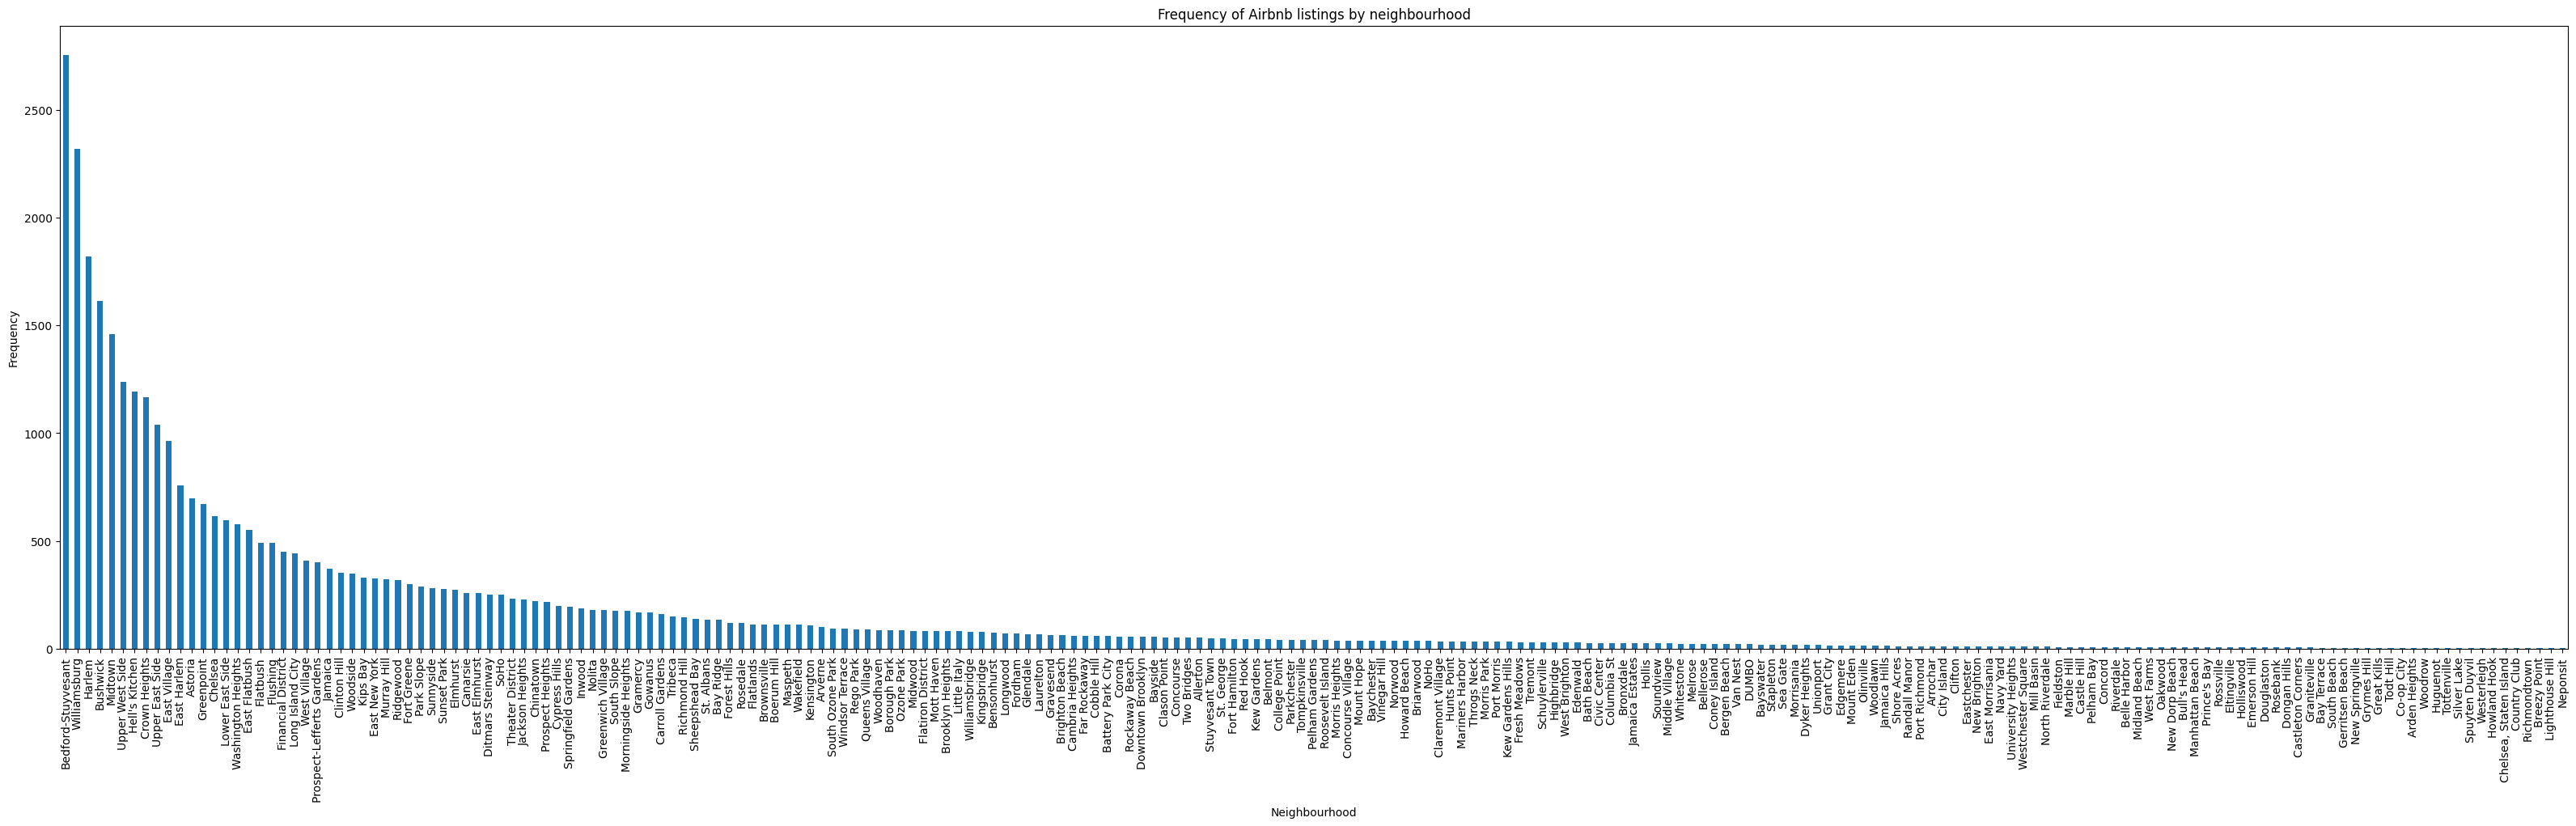 Frequency of Airbnb listings by neighbourhood
Frequency
2500
2000
1500
1000
500
0
Bedford-Stuyvesant
Williamsburg
Harlem
Bushwick
Midtown
Upper West Side
Hell's Kitchen
Crown Heights
Upper East Side
East Village
East Harlem
Astoria
Greenpoint
Chelsea
Lower East Side
Washington Heights
East Flatbush
Flatbush
Flushing
Financial District
Long Island City
West Village
Prospect-Lefferts Gardens
Jamaica
Clinton Hill
Woodside
Kips Bay
East New York
Murray Hill
Ridgewood
Fort Greene
Park Slope
Sunnyside
Sunset Park
Elmhurst
Canarsie
East Elmhurst
Ditmars Steinway
SoHo
Theater District
Jackson Heights
Chinatown
Prospect Heights
Cypress Hills
Springfield Gardens
Inwood
Nolita
Greenwich Village
South Slope
Morningside Heights
Gramercy
Gowanus
Carroll Gardens
Tribeca
Richmond Hill
Sheepshead Bay
St. Albans
Bay Ridge
Forest Hills
Rosedale
Flatlands
Brownsville
Boerum Hill
Maspeth
Wakefield
Kensington
Arverne
South Ozone Park
Windsor Terrace
Rego Park
Queens Village
Woodhaven
Borough Park
Ozone Park
Midwood
Flatiron District
Mott Haven
Brooklyn Heights
Little Italy
Williamsbridge
Kingsbridge
Bensonhurst
Longwood
Fordham
Glendale
Laurelton
Gravesend
Brighton Beach
Cambria Heights
Far Rockaway
Cobble Hill
Battery Park City
Corona
Rockaway Beach
Downtown Brooklyn
Bayside
Clason Point
Concourse
Two Bridges
Allerton
Stuyvesant Town
St. George
Fort Hamilton
Red Hook
Kew Gardens
Belmont
College Point
Parkchester
Tompkinsville
Pelham Gardens
Roosevelt Island
Morris Heights
Concourse Village
Mount Hope
Baychester
Vinegar Hill
Norwood
Howard Beach
Briarwood
NoHo
Claremont Village
Hunts Point
Mariners Harbor
Throgs Neck
Morris Park
Port Morris
Kew Gardens Hills
Fresh Meadows
Tremont
Schuylerville
Highbridge
West Brighton
Edenwald
Bath Beach
Civic Center
Columbia St
Bronxdale
Jamaica Estates
Hollis
Soundview
Middle Village
Whitestone
Melrose
Bellerose
Coney Island
Bergen Beach
Van Nest
DUMBO
Bayswater
Stapleton
Sea Gate
Morrisania
Dyker Heights
Unionport
Grant City
Edgemere
Mount Eden
Olinville
Woodlawn
Jamaica Hills
Shore Acres
Randall Manor
Port Richmond
Arrochar
City Island
Clifton
Eastchester
New Brighton
East Morrisania
Navy Yard
University Heights
Westchester Square
Mill Basin
North Riverdale
Fieldston
Marble Hill
Castle Hill
Pelham Bay
Concord
Riverdale
Belle Harbor
Midland Beach
West Farms
Oakwood
New Dorp Beach
Bull's Head
Manhattan Beach
Prince's Bay
Rossville
Eltingville
Holliswood
Emerson Hill
Douglaston
Rosebank
Dongan Hills
Castleton Corners
Graniteville
Bay Terrace
South Beach
Gerritsen Beach
New Springville
Grymes Hill
Great Kills
Todt Hill
Co-op City
Arden Heights
Woodrow
Huguenot
Tottenville
Silver Lake
Spuyten Duyvil
Westerleigh
Howland Hook
Chelsea, Staten Island
Country Club
Richmondtown
Breezy Point
Lighthouse Hill
Neponsit
Neighbourhood